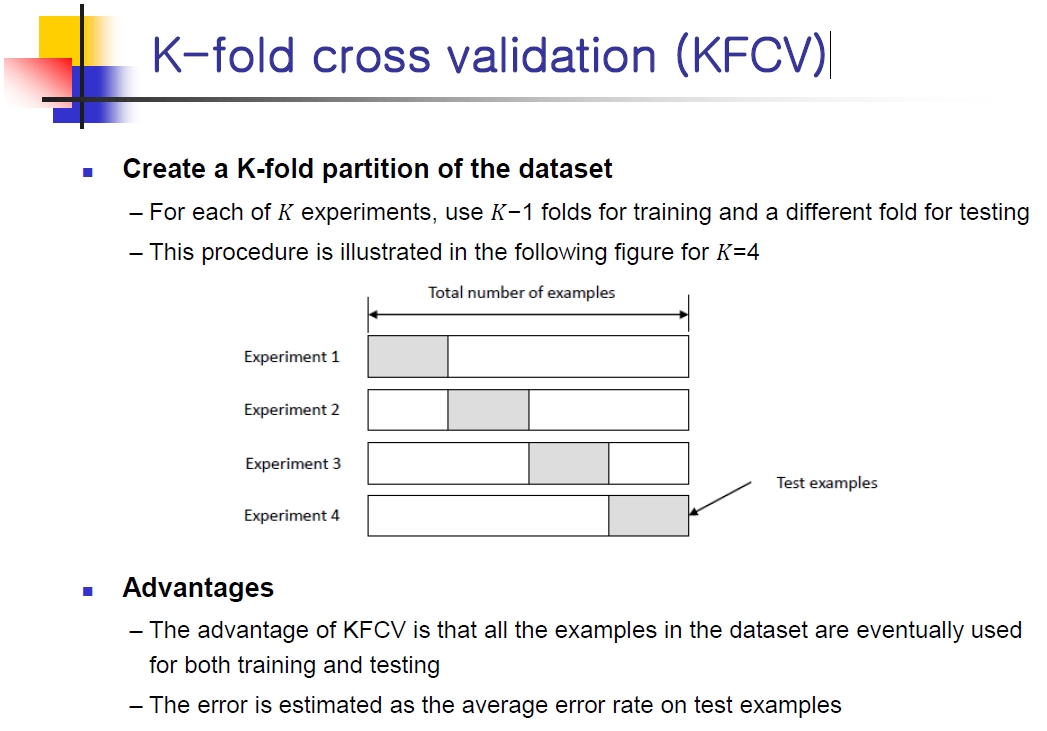 K-fold cross validation (KFCV)
Create a K-fold partition of the dataset
– For each of K experiments, use K−1 folds for training and a different fold for testing
– This procedure is illustrated in the following figure for K=4
Total number of examples
Experiment 1
Experiment 2
Experiment 3
Test examples
Experiment 4
Advantages
– The advantage of KFCV is that all the examples in the dataset are eventually used
for both training and testing
– The error is estimated as the average error rate on test examples